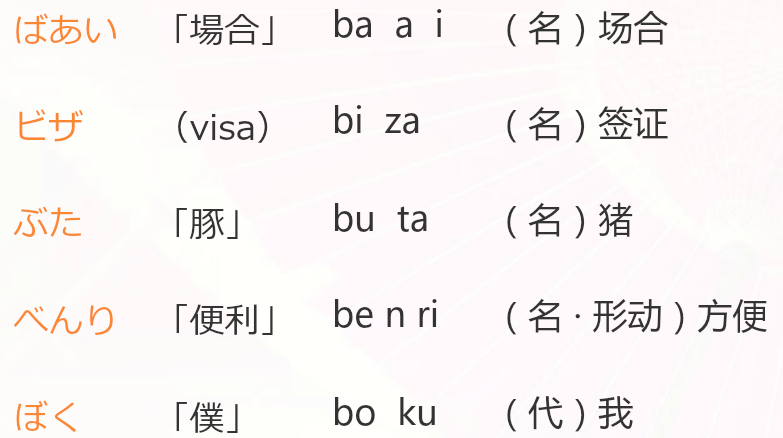 ばあい 「場合」 ba a i (名)场合
ビザ （visa） bi za (名)签证
ぶた 「豚」 bu ta (名)猪
べんり 「便利」 be n ri (名·形动)方便
ぼく 「僕」 bo ku (代)我